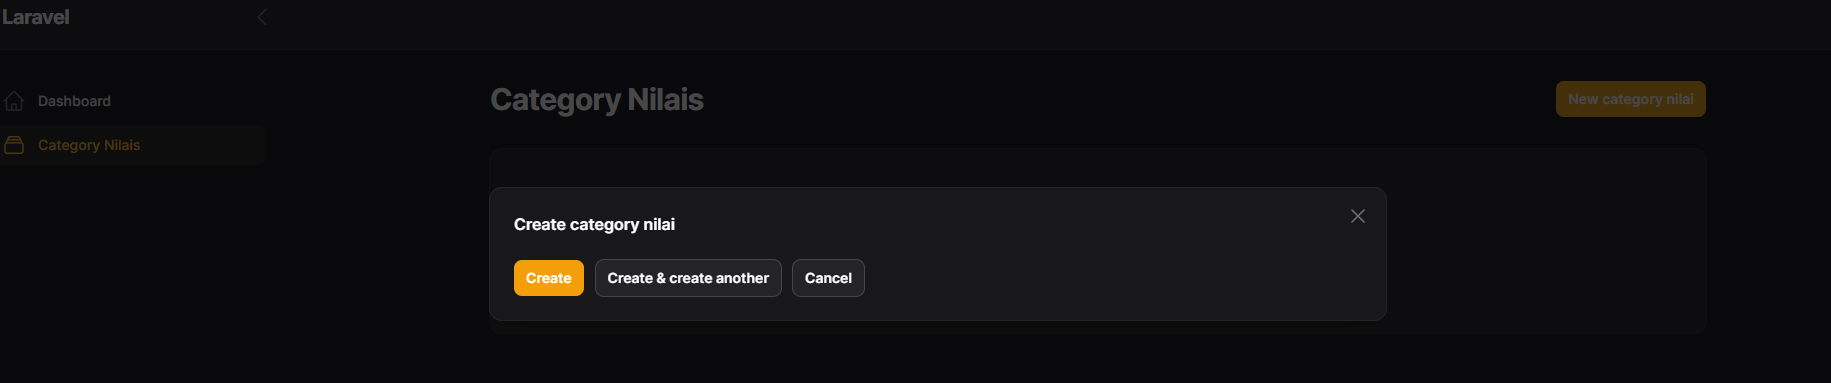 Laravel
Dashboard
Category Nilais
Category Nilais
New category nilai
Create category nilai
Create
Create & create another
Cancel